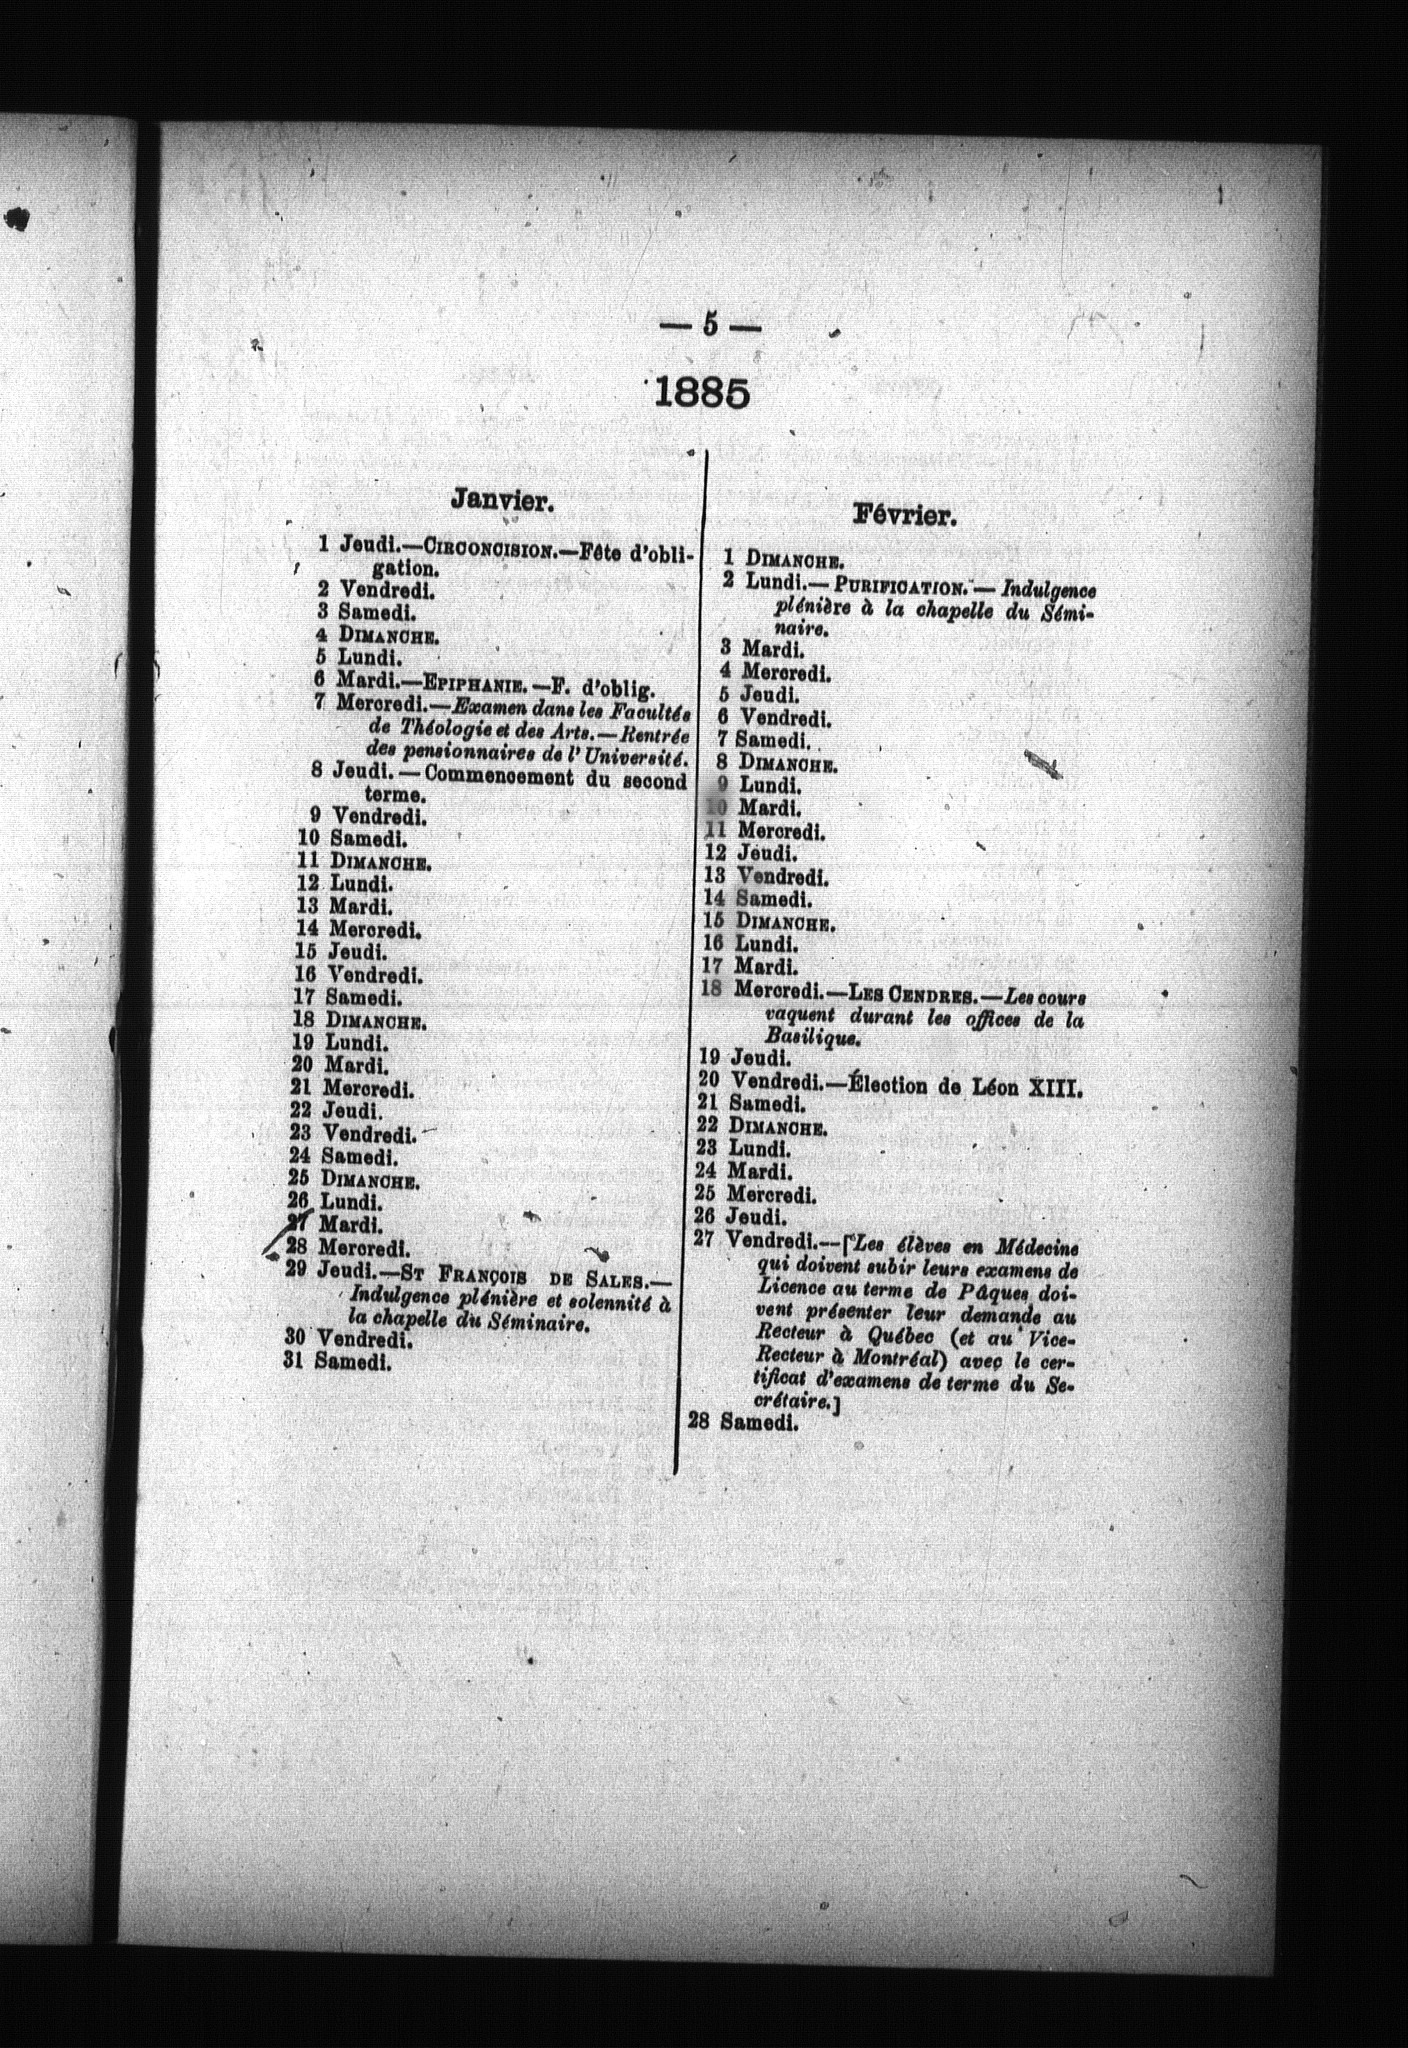 — 5 —
1885
Janvier.
1 Jeudi.—CIRCONCISION.—Fête d'obli-
gation.
2 Vendredi.
3 Samedi.
4 DIMANCHE.
5 Lundi.
6 Mardi.—EPIPHANIE.—F. d'oblig.
7 Mercredi.—Examen dans les Facultés
de Théologie et des Arts.—Rentrée
des pensionnaires de l'Université.
8 Jeudi.—Commencement du second
terme.
9 Vendredi.
10 Samedi.
11 DIMANCHE.
12 Lundi.
13 Mardi.
14 Mercredi.
15 Jeudi.
16 Vendredi.
17 Samedi.
18 DIMANCHE.
19 Lundi.
20 Mardi.
21 Mercredi.
22 Jeudi.
23 Vendredi.
24 Samedi.
25 DIMANCHE.
26 Lundi.
27 Mardi.
28 Mercredi.
29 Jeudi.—ST FRANÇOIS DE SALES.—
Indulgence plénière et solennité à
la chapelle du Séminaire.
30 Vendredi.
31 Samedi.
Février.
1 DIMANCHE.
2 Lundi.—PURIFICATION.—Indulgence
plénière à la chapelle du Sémi-
naire.
3 Mardi.
4 Mercredi.
5 Jeudi.
6 Vendredi.
7 Samedi.
8 DIMANCHE.
9 Lundi.
10 Mardi.
11 Mercredi.
12 Jeudi.
13 Vendredi.
14 Samedi.
15 DIMANCHE.
16 Lundi.
17 Mardi.
18 Mercredi.—LES CENDRES.—Les cours
vaquent durant les offices de la
Basilique.
19 Jeudi.
20 Vendredi.—Élection de Léon XIII.
21 Samedi.
22 DIMANCHE.
23 Lundi.
24 Mardi.
25 Mercredi.
26 Jeudi.
27 Vendredi.—[Les élèves en Médecine
qui doivent subir leurs examens de
Licence au terme de Pâques doi-
vent présenter leur demande au
Recteur à Québec (et au Vice-
Recteur à Montréal) avec le cer-
tificat d'examens de terme du Se-
crétaire.]
28 Samedi.